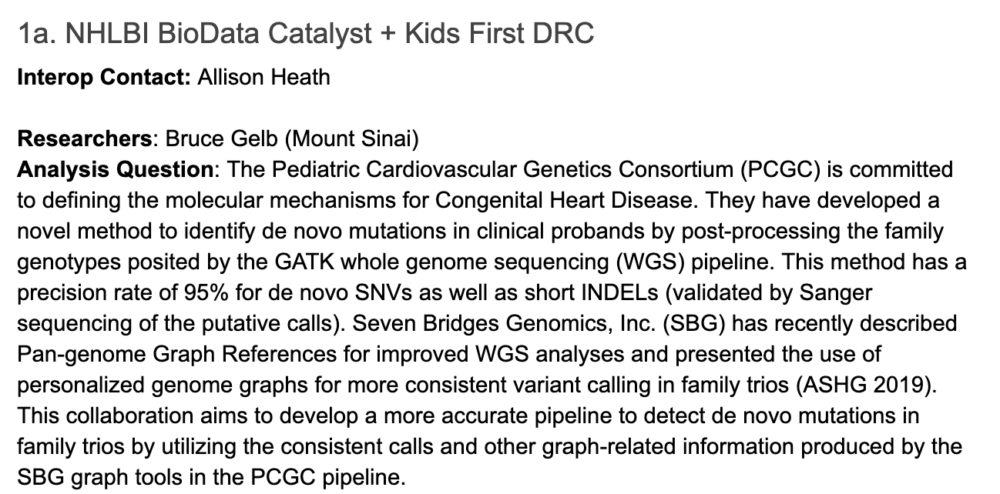 1a. NHLBI BioData Catalyst + Kids First DRC
Interop Contact: Allison Heath
Researchers: Bruce Gelb (Mount Sinai)
Analysis Question: The Pediatric Cardiovascular Genetics Consortium (PCGC) is committed
to defining the molecular mechanisms for Congenital Heart Disease. They have developed a
novel method to identify de novo mutations in clinical probands by post-processing the family
genotypes posited by the GATK whole genome sequencing (WGS) pipeline. This method has a
precision rate of 95% for de novo SNVs as well as short INDELs (validated by Sanger
sequencing of the putative calls). Seven Bridges Genomics, Inc. (SBG) has recently described
Pan-genome Graph References for improved WGS analyses and presented the use of
personalized genome graphs for more consistent variant calling in family trios (ASHG 2019).
This collaboration aims to develop a more accurate pipeline to detect de novo mutations in
family trios by utilizing the consistent calls and other graph-related information produced by the
SBG graph tools in the PCGC pipeline.